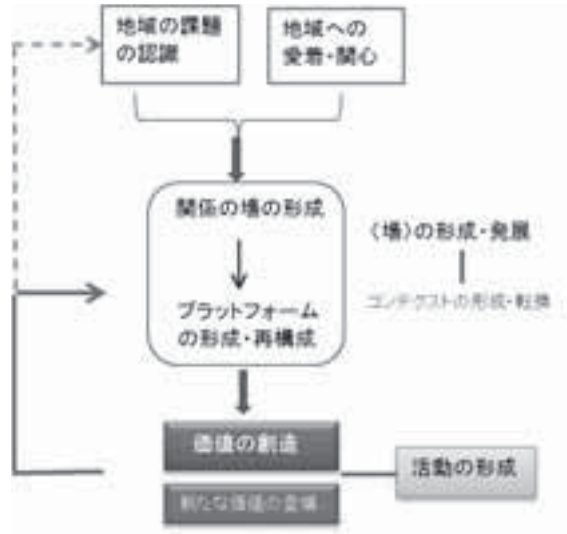 地域の課題
の認識
地域への
愛着・関心
関係の場の形成
プラットフォーム
の形成・再構成
〈場〉の形成・発展
コンテクストの形成・転換
価値の創造
新たな価値の登場
活動の形成